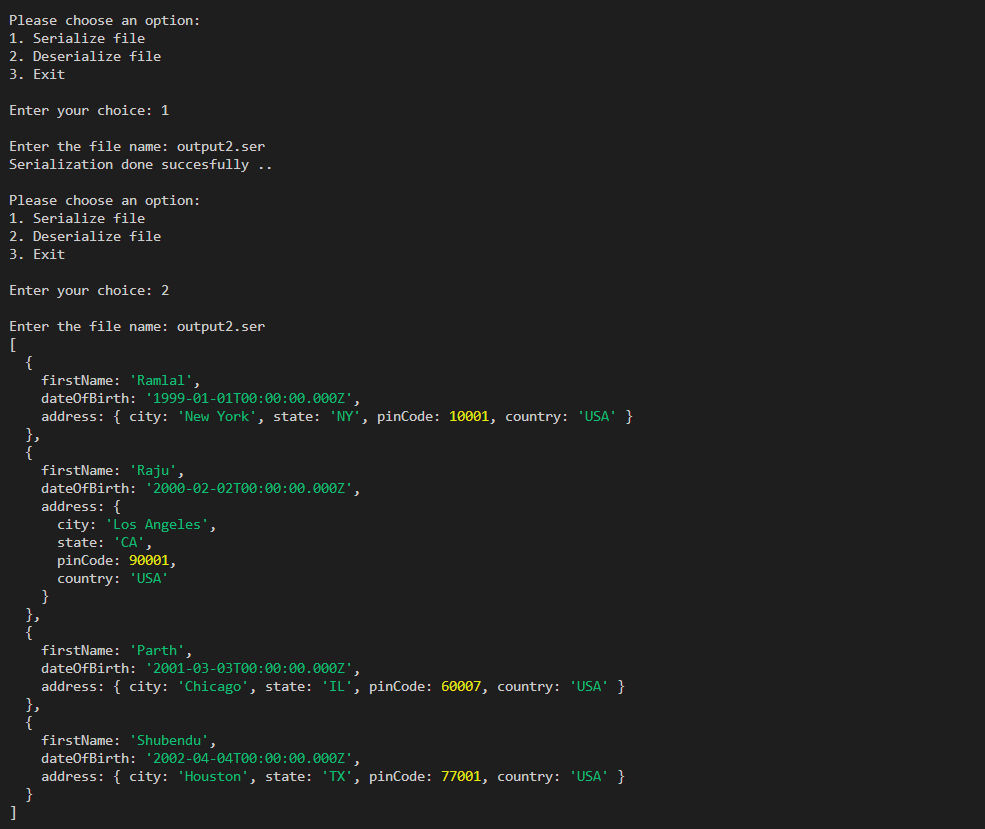 Please choose an option:
1. Serialize file
2. Deserialize file
3. Exit
Enter your choice: 1
Enter the file name: output2.ser
Serialization done succesfully ..
Please choose an option:
1. Serialize file
2. Deserialize file
3. Exit
Enter your choice: 2
Enter the file name: output2.ser
[
  {
    firstName: 'Ramlal',
    dateOfBirth: '1999-01-01T00:00:00.000Z',
    address: { city: 'New York', state: 'NY', pinCode: 10001, country: 'USA' }
  },
  {
    firstName: 'Raju',
    dateOfBirth: '2000-02-02T00:00:00.000Z',
    address: {
      city: 'Los Angeles',
      state: 'CA',
      pinCode: 90001,
      country: 'USA'
    }
  },
  {
    firstName: 'Parth',
    dateOfBirth: '2001-03-03T00:00:00.000Z',
    address: { city: 'Chicago', state: 'IL', pinCode: 60007, country: 'USA' }
  },
  {
    firstName: 'Shubendu',
    dateOfBirth: '2002-04-04T00:00:00.000Z',
    address: { city: 'Houston', state: 'TX', pinCode: 77001, country: 'USA' }
  }
]